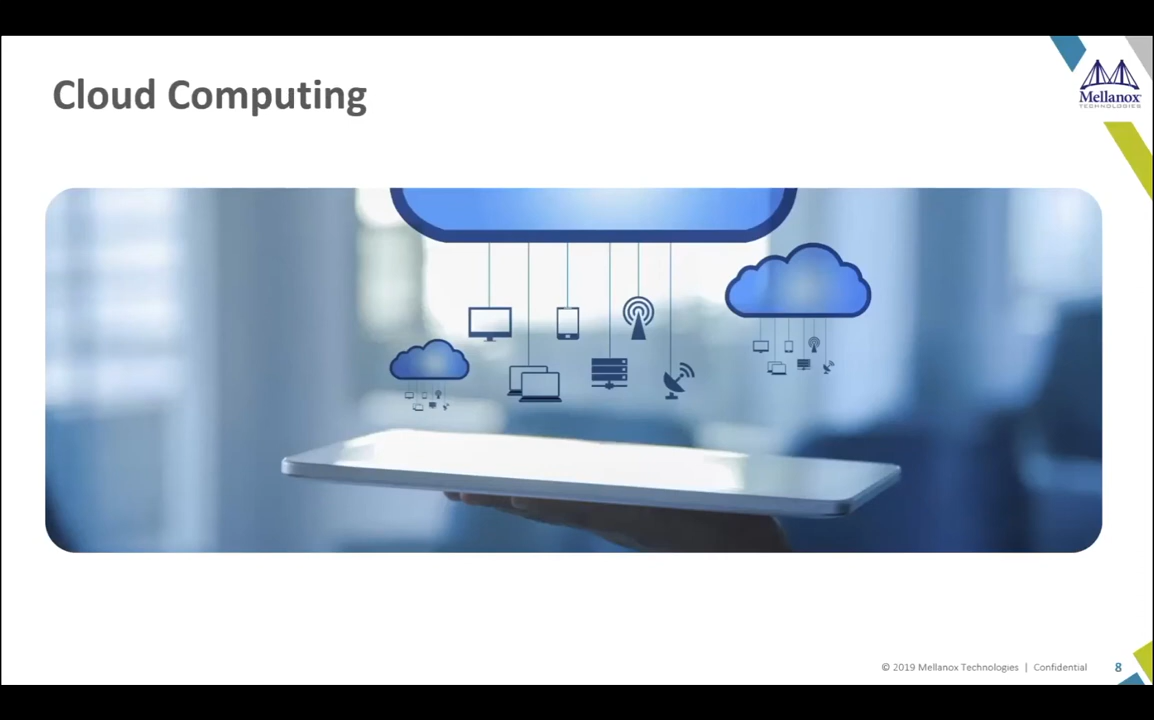 Cloud Computing
Mellanox
TECHNOLOGIES
© 2019 Mellanox Technologies | Confidential
8